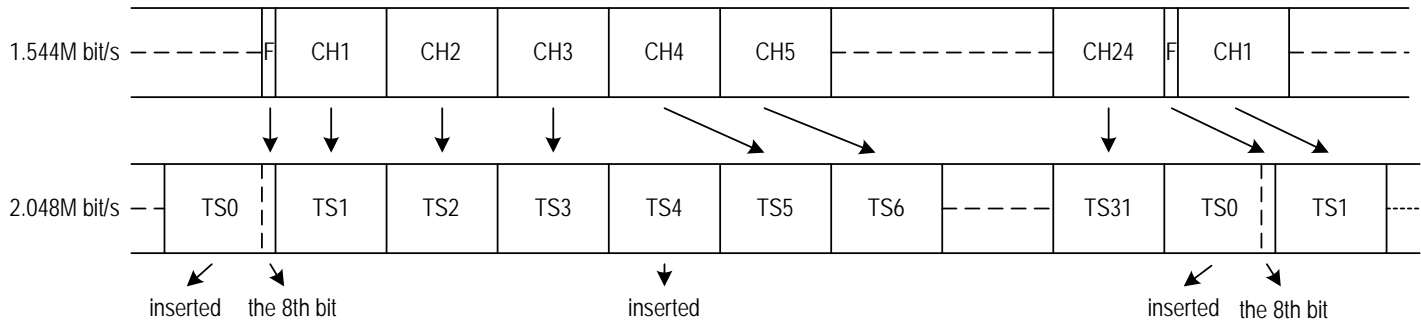 1.544M bit/s F CH1 CH2 CH3 CH4 CH5 CH24 F CH1
2.048M bit/s TS0 TS1 TS2 TS3 TS4 TS5 TS6 TS31 TS0 TS1
inserted the 8th bit inserted inserted the 8th bit